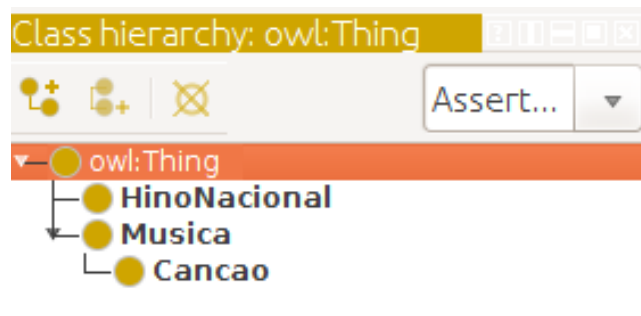 Class hierarchy: owl:Thing
Assert...
owl:Thing
HinoNacional
Musica
Cancao